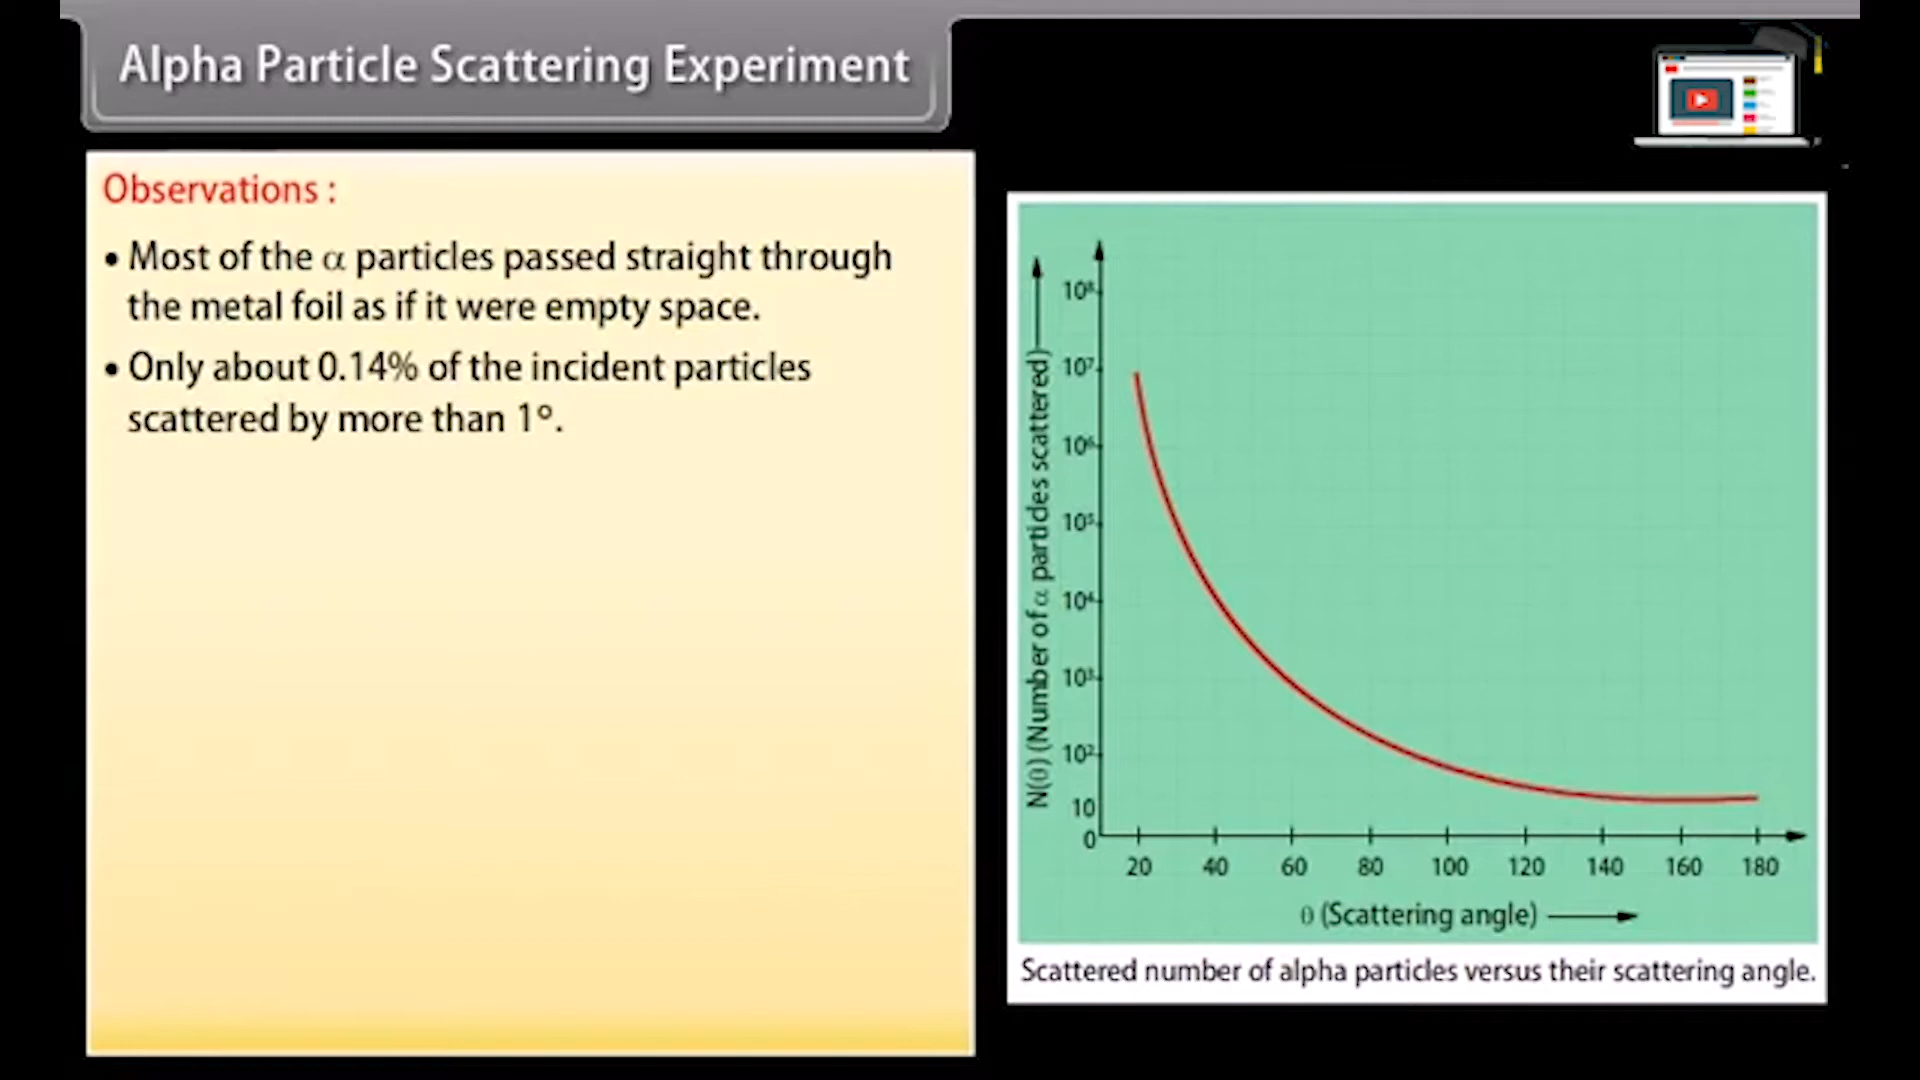 Alpha Particle Scattering Experiment
Observations :
• Most of the α particles passed straight through
the metal foil as if it were empty space.
• Only about 0.14% of the incident particles
scattered by more than 1º.
N(θ) (Number of α particles scattered)
10⁸
10⁷
10⁶
10⁵
10⁴
10³
10²
10
0
20 40 60 80 100 120 140 160 180
θ (Scattering angle)
Scattered number of alpha particles versus their scattering angle.